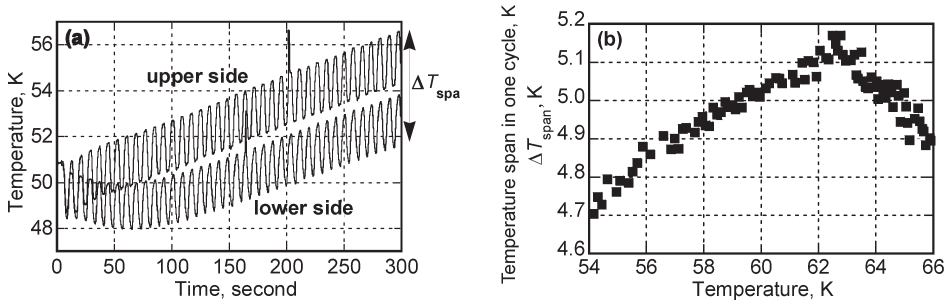 (a)
56
54
52
50
48
Temperature, K
upper side
lower side
ΔTspa
0 50 100 150 200 250 300
Time, second
(b)
5.2
5.1
5.0
4.9
4.8
4.7
4.6
Temperature span in one cycle, K
ΔTspan, K
54 56 58 60 62 64 66
Temperature, K